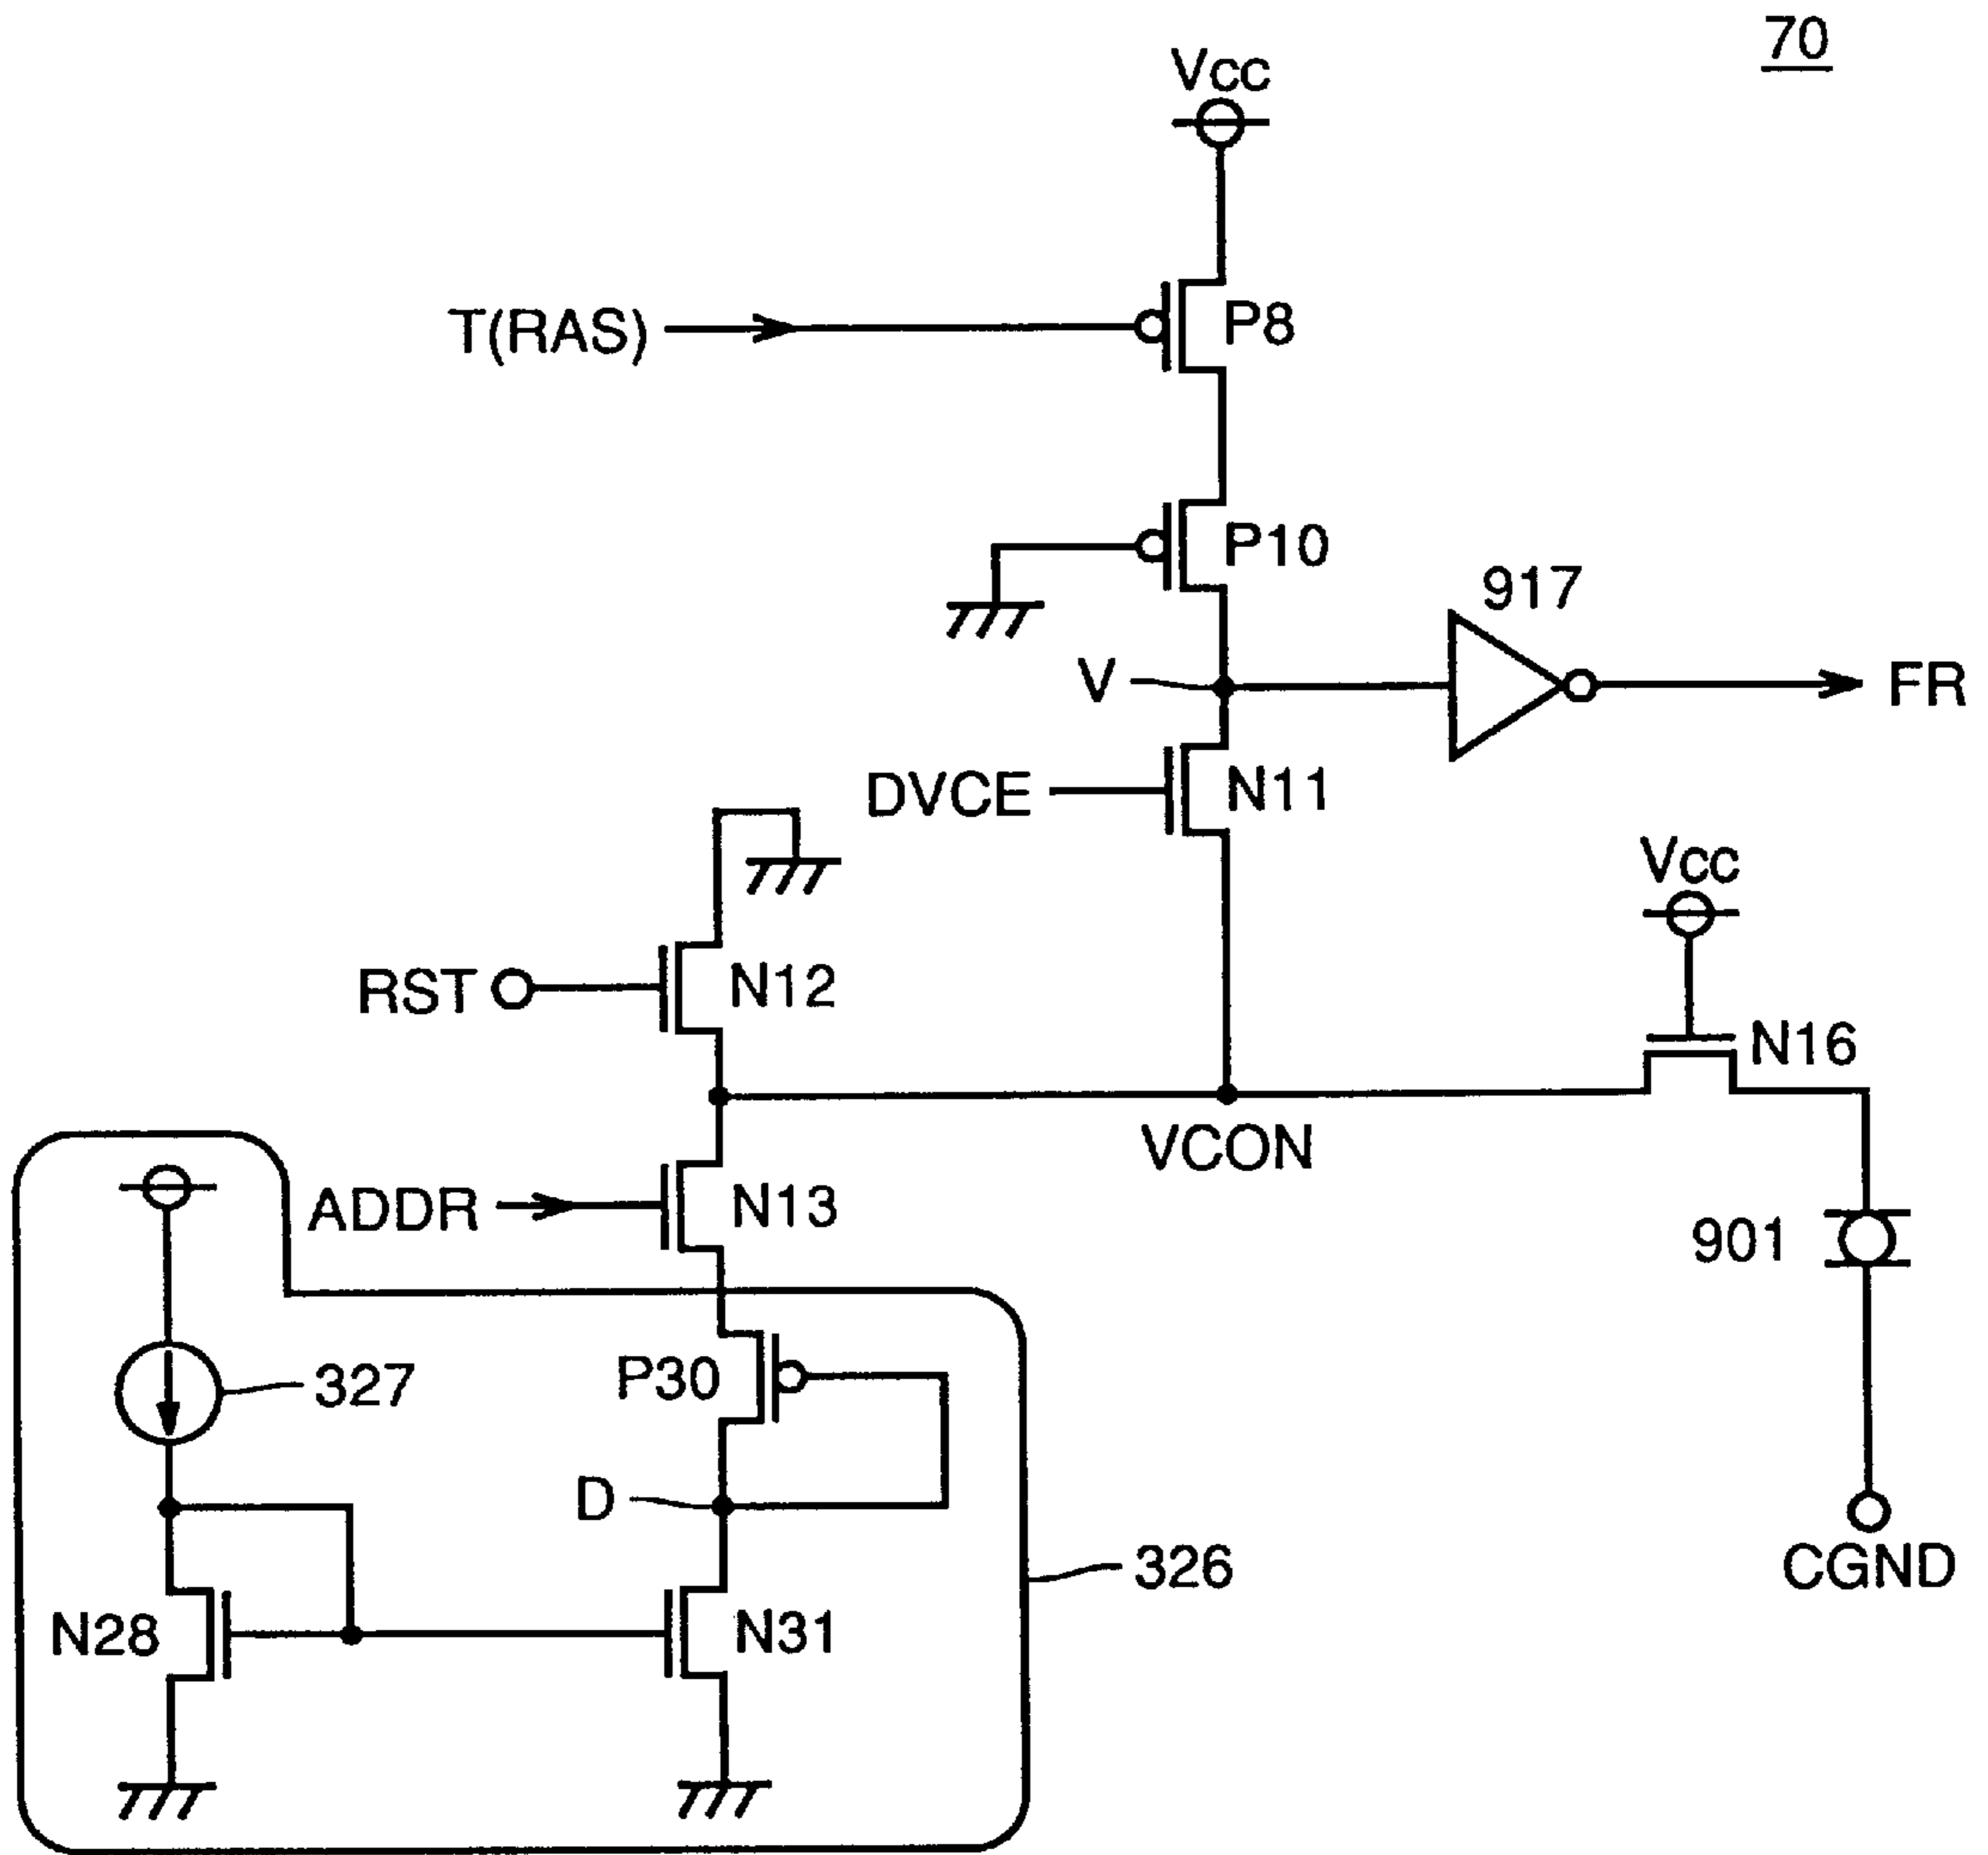 70
Vcc
T(RAS)
P8
P10
917
V
FR
DVCE
N11
Vcc
RST
N12
N16
VCON
ADDR
N13
901
P30
327
D
326
CGND
N28
N31